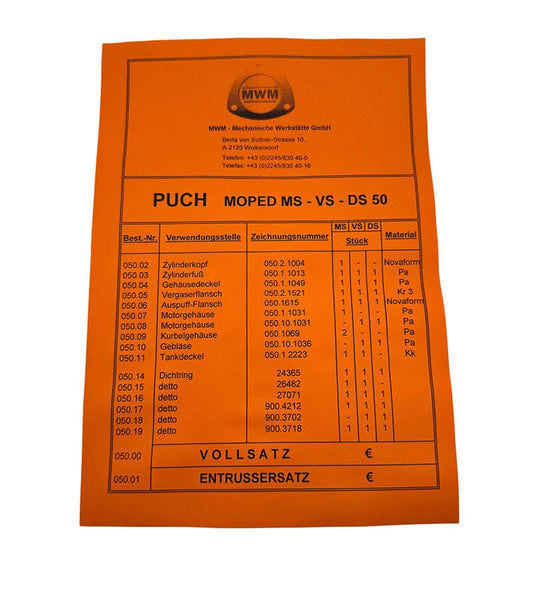 MWM
MWM - Mechanische Werkstätte GmbH
Berta von Suttner-Strasse 10,
A-2120 Wolkersdorf
Telefon: +43 (0)2245/830 40-0
Telefax: +43 (0)2245/830 40-16
PUCH MOPED MS - VS - DS 50
Best.-Nr. Verwendungsstelle Zeichnungsnummer MS VS DS Material
Stück
050.02 Zylinderkopf 050.2.1004 1 - - Novaform
050.03 Zylinderfuß 050.1.1013 1 1 1 Pa
050.04 Gehäusedeckel 050.1.1049 1 1 1 Pa
050.05 Vergaserflansch 050.2.1521 1 1 1 Kr 3
050.06 Auspuff-Flansch 050.1615 1 1 1 Novaform
050.07 Motorgehäuse 050.1.1031 1 - - Pa
050.08 Motorgehäuse 050.10.1031 - 1 1 Pa
050.09 Kurbelgehäuse 050.1069 2 - - Pa
050.10 Gebläse 050.10.1036 - 1 1 Pa
050.11 Tankdeckel 050.1.2223 1 1 - Kk
050.14 Dichtring 24365 1 1 1
050.15 detto 26482 1 1 -
050.16 detto 27071 1 1 1
050.17 detto 900.4212 1 1 1
050.18 detto 900.3702 - 1 1
050.19 detto 900.3718 1 1 1
050.00 VOLLSATZ €
050.01 ENTRUSSERSATZ €